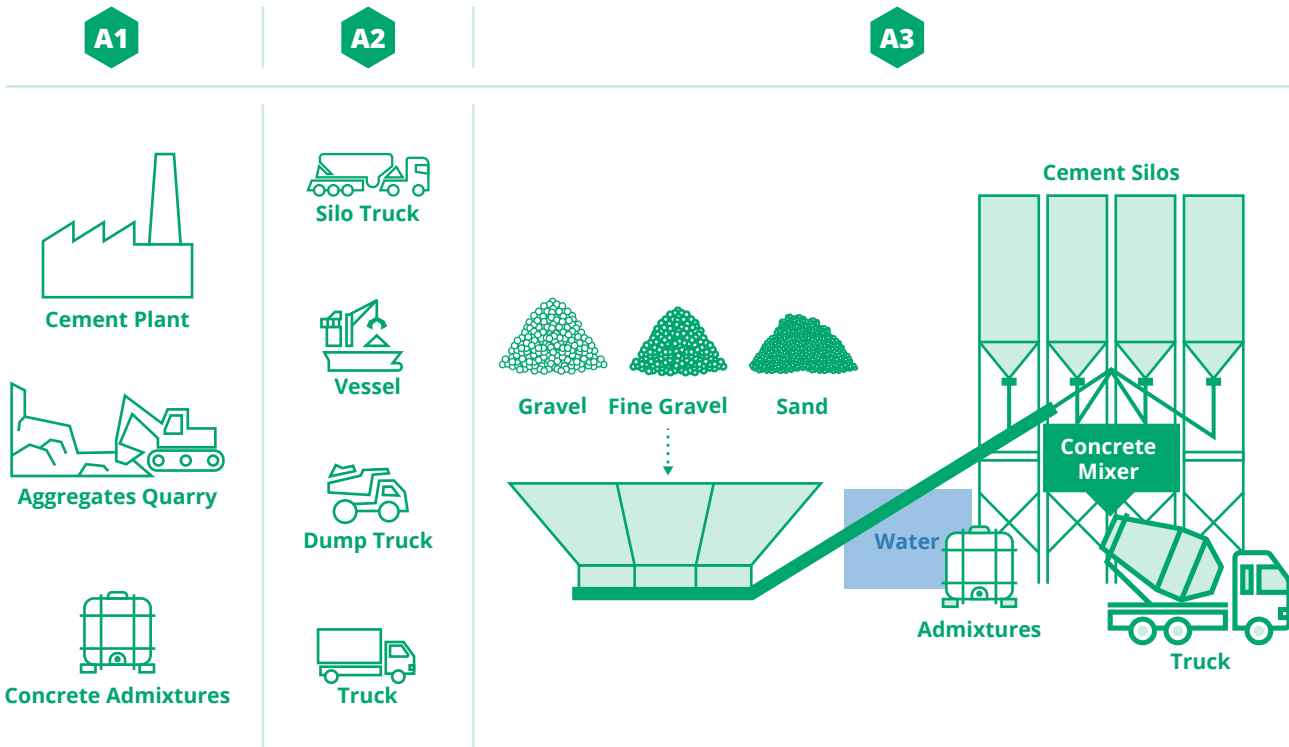 A1
A2
A3
Cement Plant
Aggregates Quarry
Concrete Admixtures
Silo Truck
Vessel
Dump Truck
Truck
Gravel
Fine Gravel
Sand
Water
Cement Silos
Concrete
Mixer
Admixtures
Truck